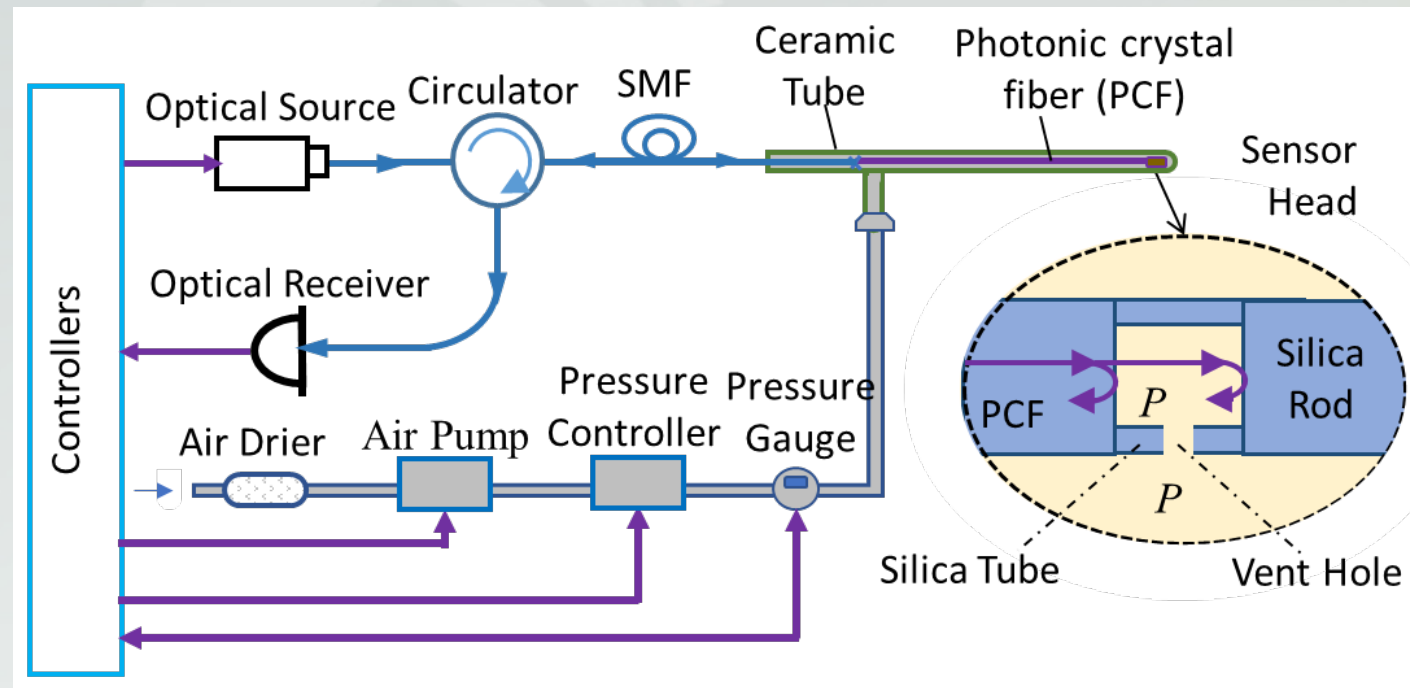 Ceramic
Tube
Photonic crystal
fiber (PCF)
Optical Source
Circulator
SMF
Sensor
Head
Controllers
Optical Receiver
Silica
Rod
PCF
P
P
Pressure
Controller
Pressure
Gauge
Air Drier
Air Pump
Silica Tube
Vent Hole